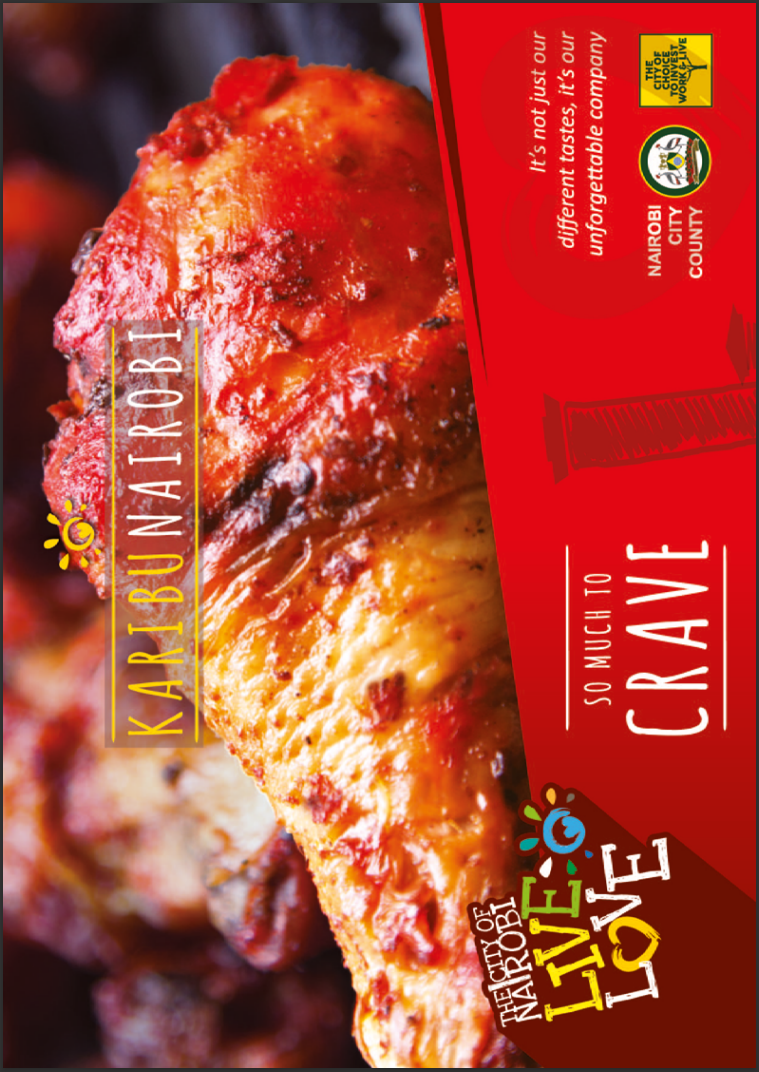 KARIBUNAIROBI
It's not just our
different tastes, it's our
unforgettable company
THE
CITY OF
CHOICE
TO INVEST
WORK & LIVE
NAIROBI
CITY
COUNTY
SO MUCH TO
CRAVE
THE CITY OF
NAIROBI
LIVE
LOVE